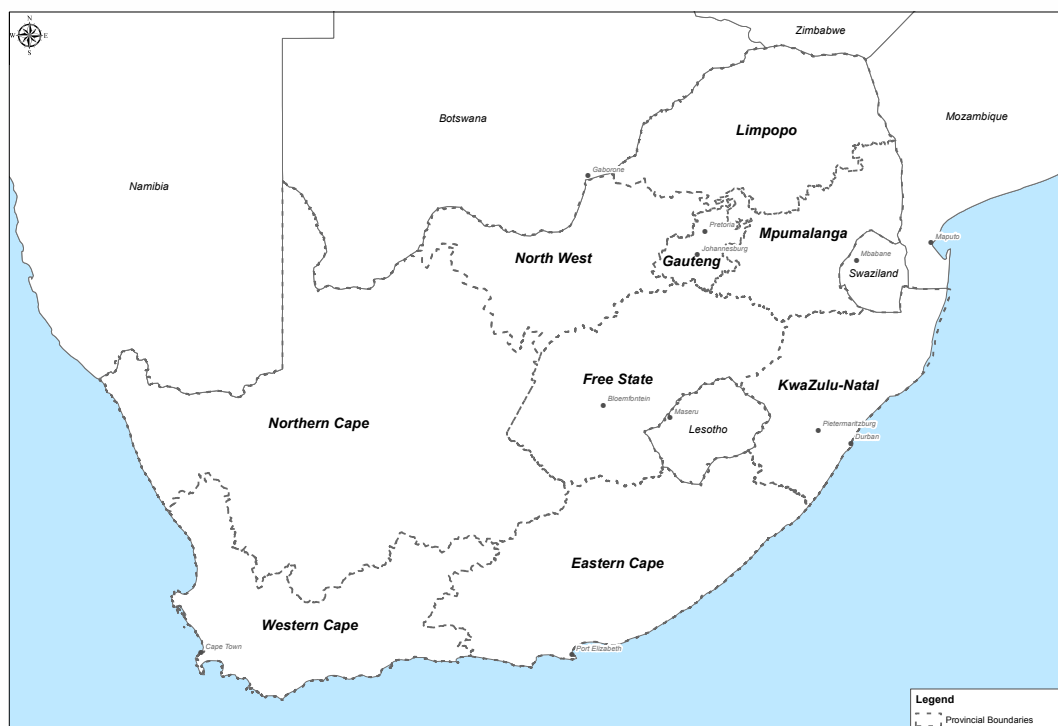 N
W E
S
Zimbabwe
Botswana
Mozambique
Limpopo
Gaborone
Namibia
Pretoria
Mpumalanga
Maputo
North West
Johannesburg
Gauteng
Mbabane
Swaziland
Free State
KwaZulu-Natal
Bloemfontein
Maseru
Northern Cape
Lesotho
Pietermaritzburg
Durban
Eastern Cape
Western Cape
Cape Town
Port Elizabeth
Legend
Provincial Boundaries